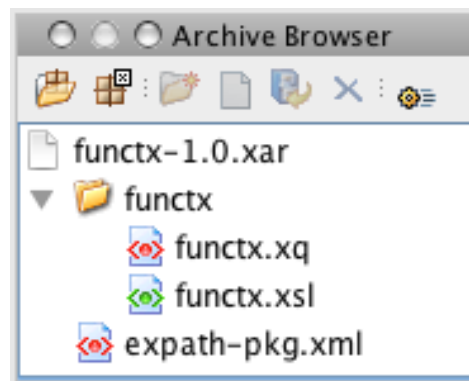 Archive Browser
functx-1.0.xar
functx
functx.xq
functx.xsl
expath-pkg.xml